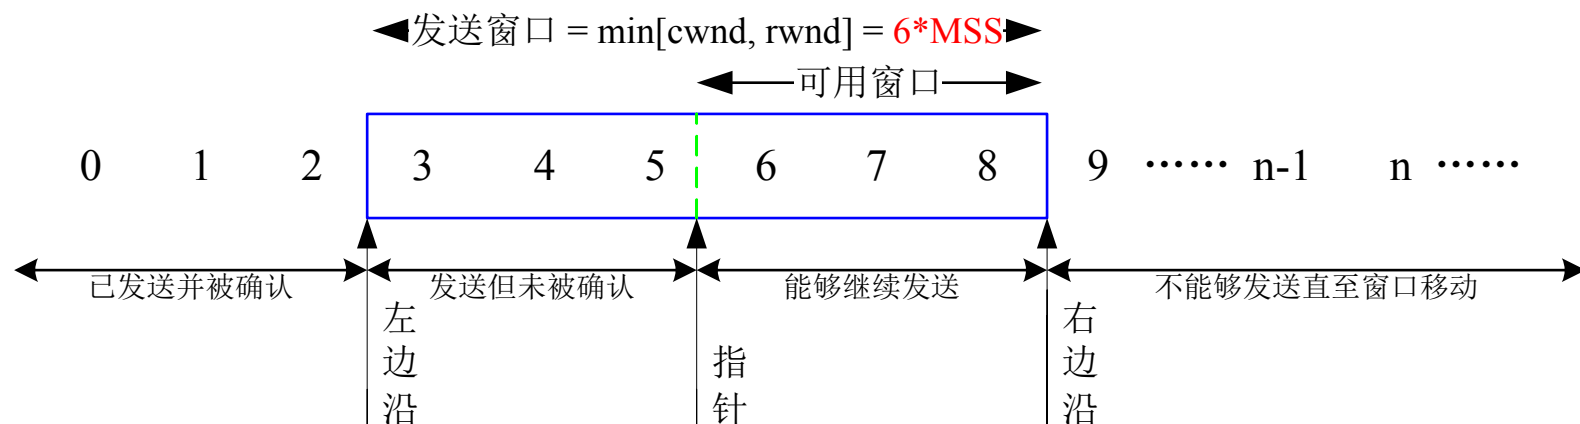 发送窗口 = min[cwnd, rwnd] = 6*MSS
可用窗口
0 1 2 3 4 5 6 7 8 9 …… n-1 n ……
已发送并被确认 发送但未被确认 能够继续发送 不能够发送直至窗口移动
左边沿 指针 右边沿